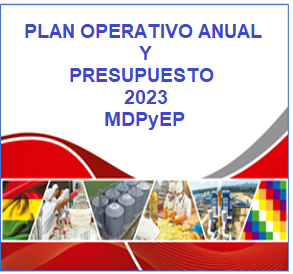 PLAN OPERATIVO ANUAL
Y
PRESUPUESTO
2023
MDPyEP